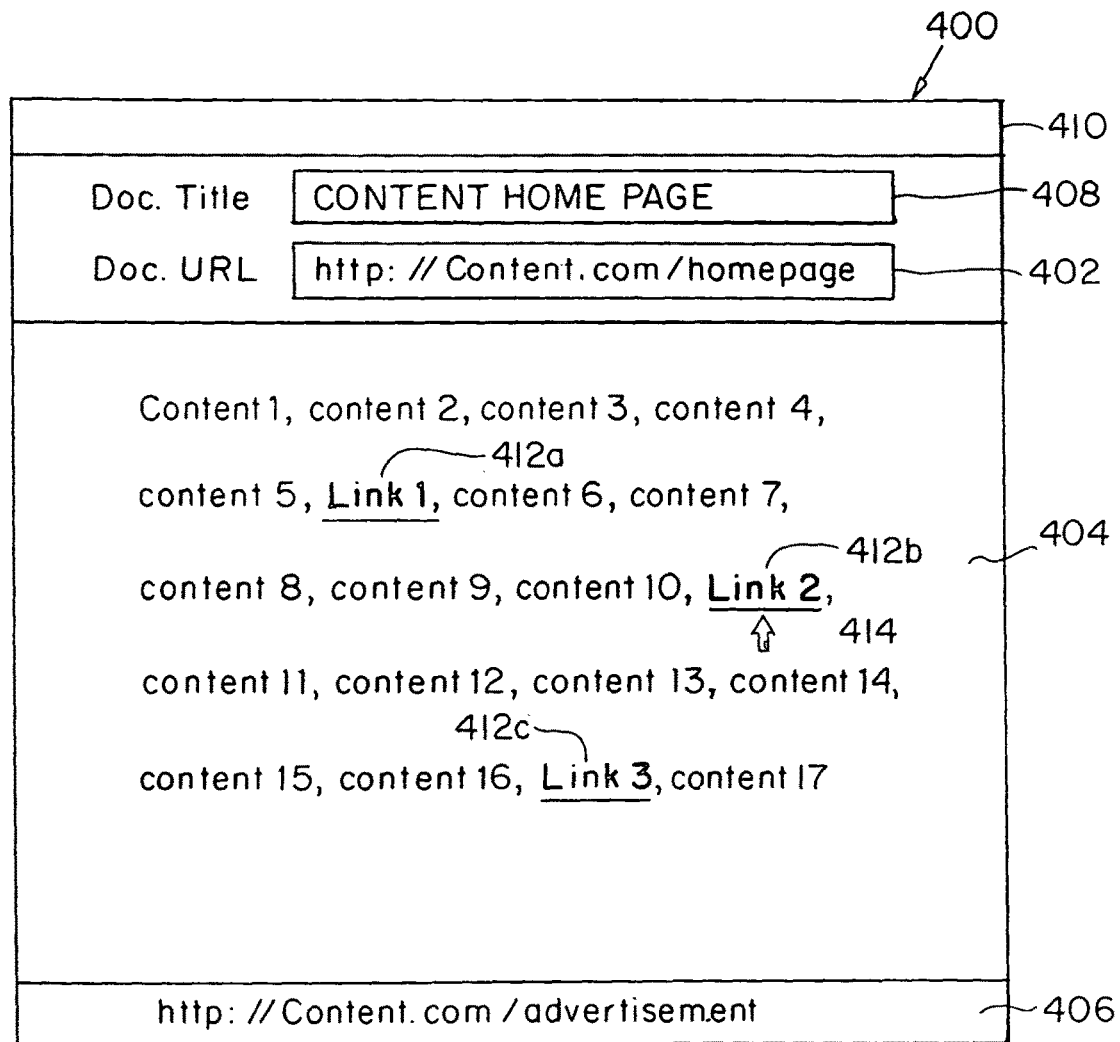 400
410
Doc. Title CONTENT HOME PAGE 408
Doc. URL http: // Content.com/homepage 402
Content 1, content 2, content 3, content 4,
412a
content 5, Link 1, content 6, content 7,
404
412b
content 8, content 9, content 10, Link 2,
414
content 11, content 12, content 13, content 14,
412c
content 15, content 16, Link 3, content 17
http: // Content. com / advertisement 406